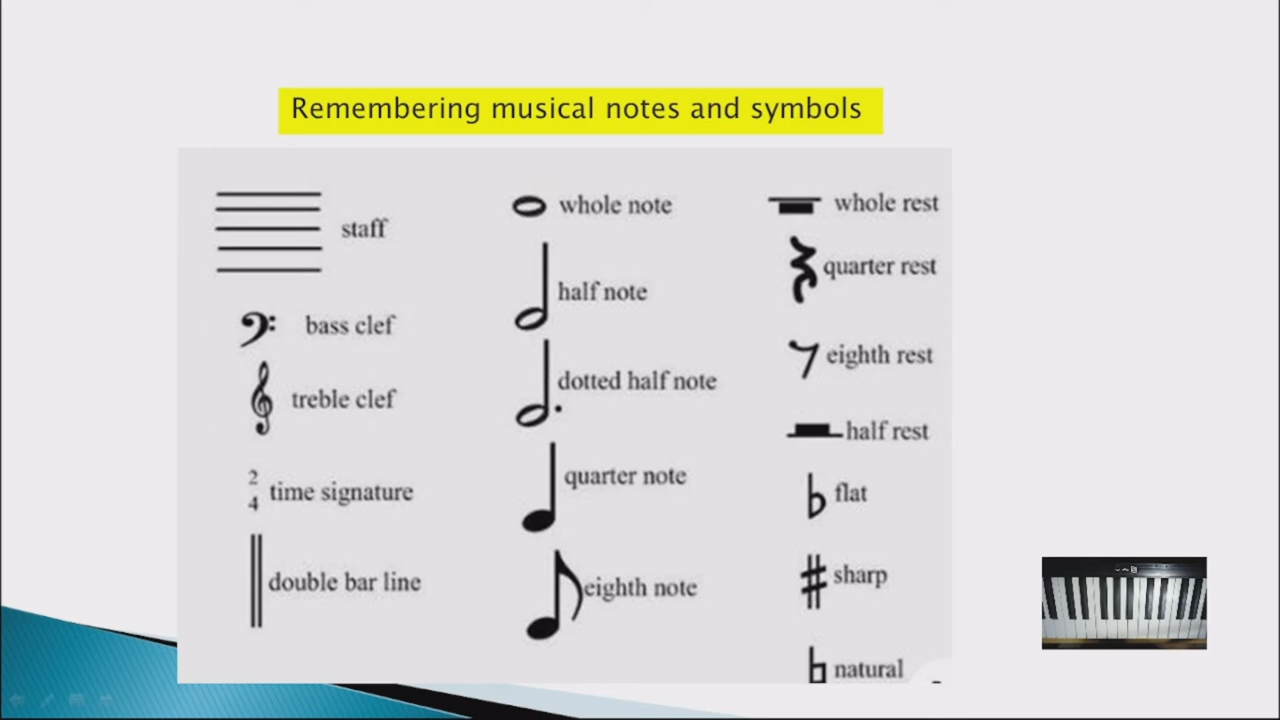 Remembering musical notes and symbols
staff
bass clef
treble clef
2
4 time signature
double bar line
whole note
half note
dotted half note
quarter note
eighth note
whole rest
quarter rest
eighth rest
half rest
flat
sharp
natural